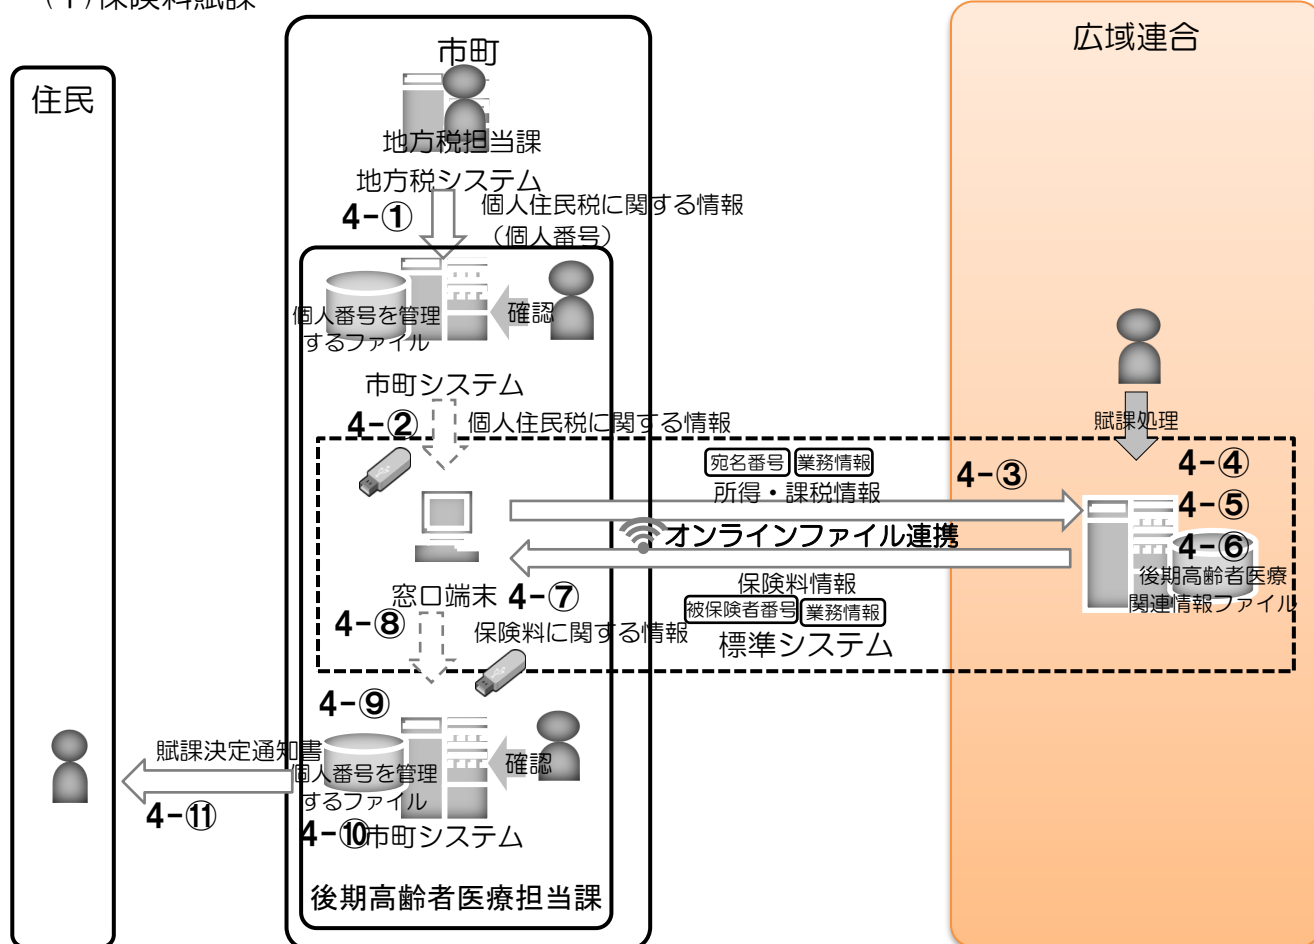 保険料賦課
市町
広域連合
住民
地方税担当課
地方税システム
4-①
個人住民税に関する情報
（個人番号）
個人番号を管理
するファイル
確認
市町システム
4-②
個人住民税に関する情報
賦課処理
宛名番号
業務情報
4-③
所得・課税情報
4-④
4-⑤
4-⑥
オンラインファイル連携
後期高齢者医療
関連情報ファイル
保険料情報
窓口端末
4-⑦
被保険者番号
業務情報
4-⑧
保険料に関する情報
標準システム
4-⑨
賦課決定通知書
個人番号を管理
するファイル
確認
4-⑪
4-⑩
市町システム
後期高齢者医療担当課